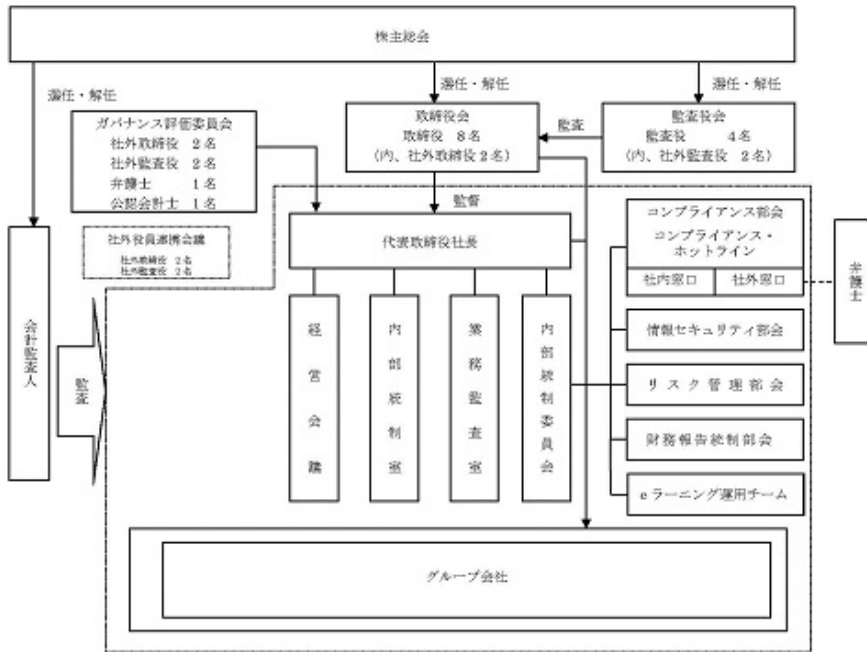 株主総会
選任・解任
選任・解任
選任・解任
ガバナンス評価委員会
社外取締役 2名
社外監査役 2名
弁護士 1名
公認会計士 1名
取締役会
取締役 8名
（内、社外取締役2名）
監査
監査役会
監査役 4名
（内、社外監査役 2名）
監督
社外役員連携会議
社外取締役 2名
社外監査役 2名
代表取締役社長
コンプライアンス部会
コンプライアンス・
ホットライン
社内窓口
社外窓口
弁護士
会計監査人
監査
経営会議
内部統制室
業務監査室
内部統制委員会
情報セキュリティ部会
リスク管理部会
財務報告統制部会
eラーニング運用チーム
グループ会社